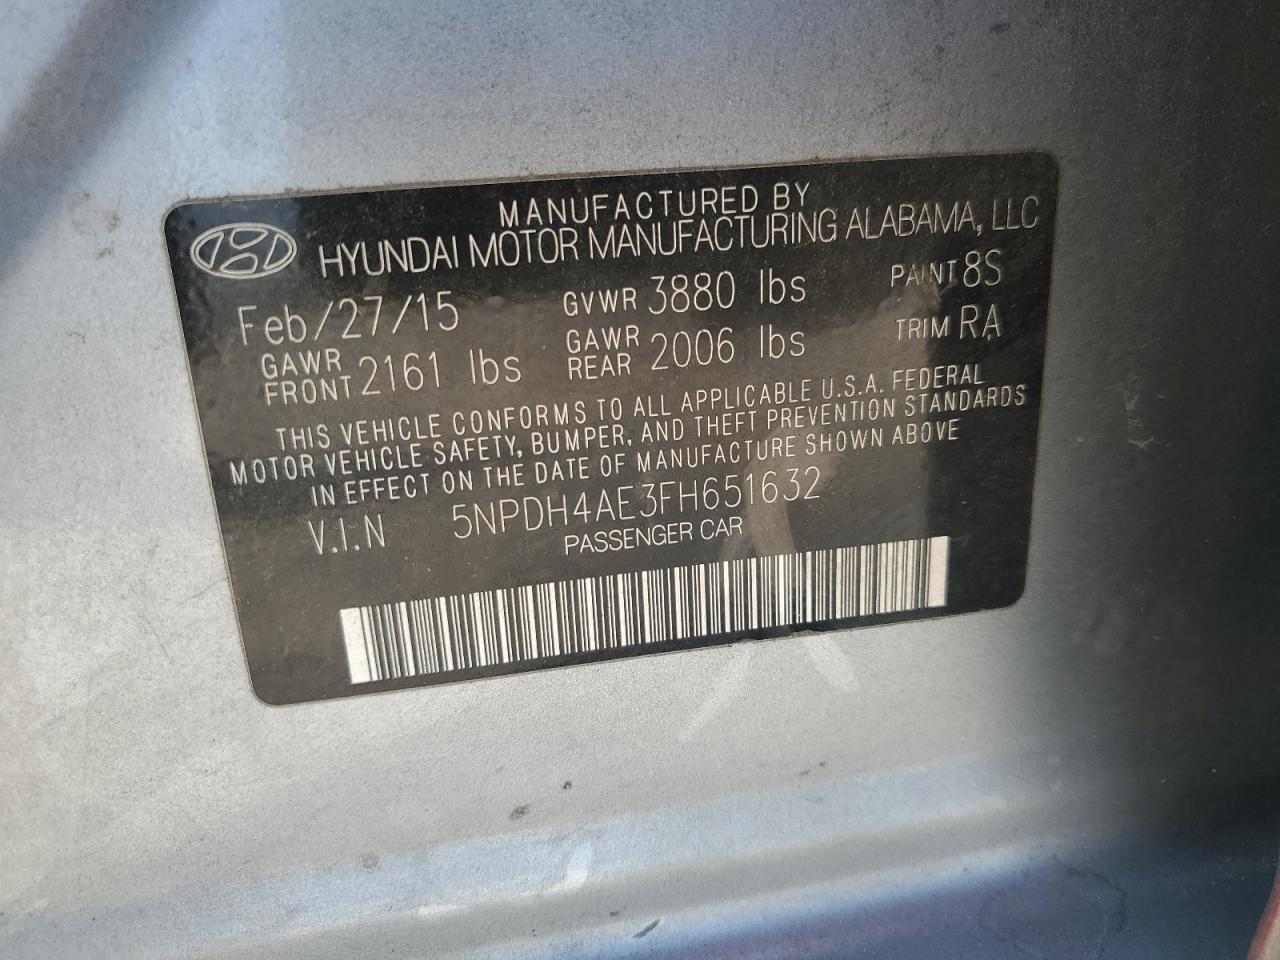 MANUFACTURED BY
HYUNDAI MOTOR MANUFACTURING ALABAMA, LLC
Feb/27/15 GVWR 3880 lbs PAINT 8S
GAWR FRONT 2161 lbs GAWR REAR 2006 lbs TRIM RA
THIS VEHICLE CONFORMS TO ALL APPLICABLE U.S.A. FEDERAL
MOTOR VEHICLE SAFETY, BUMPER, AND THEFT PREVENTION STANDARDS
IN EFFECT ON THE DATE OF MANUFACTURE SHOWN ABOVE
V.I.N 5NPDH4AE3FH651632
PASSENGER CAR